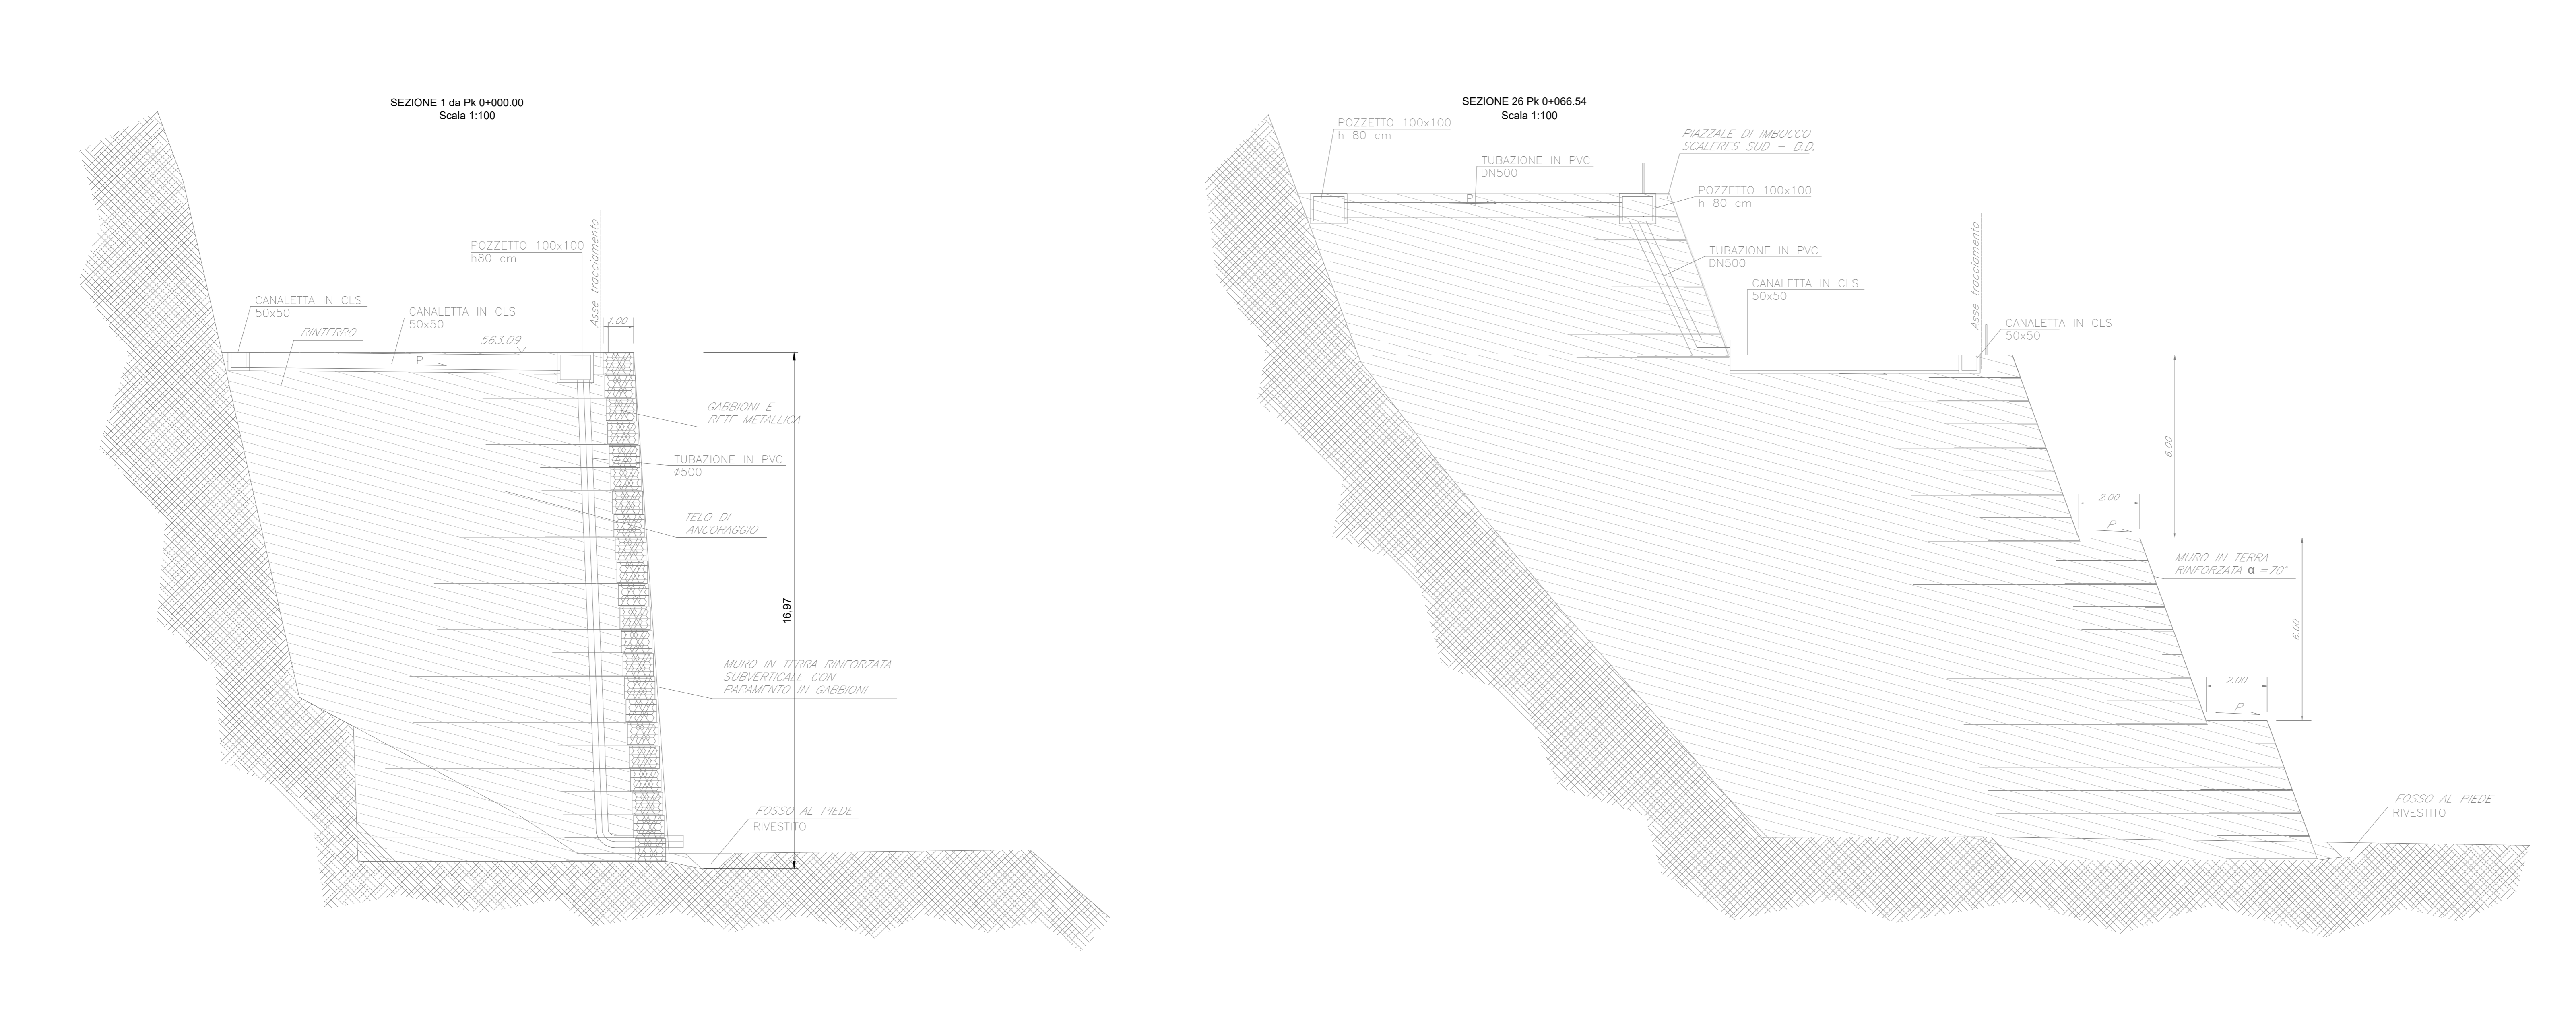 SEZIONE 1 da Pk 0+000.00
Scala 1:100
POZZETTO 100x100
h80 cm
Asse tracciamento
CANALETTA IN CLS
50x50
CANALETTA IN CLS
50x50
RINTERRO
563.09
1.00
P
GABBIONI E
RETE METALLICA
TUBAZIONE IN PVC
ø500
TELO DI
ANCORAGGIO
16,97
MURO IN TERRA RINFORZATA
SUBVERTICALE CON
PARAMENTO IN GABBIONI
FOSSO AL PIEDE
RIVESTITO
SEZIONE 26 Pk 0+066.54
Scala 1:100
POZZETTO 100x100
h 80 cm
PIAZZALE DI IMBOCCO
SCALERES SUD - B.D.
TUBAZIONE IN PVC
DN500
P
POZZETTO 100x100
h 80 cm
TUBAZIONE IN PVC
DN500
Asse tracciamento
CANALETTA IN CLS
50x50
CANALETTA IN CLS
50x50
6.00
2.00
P
MURO IN TERRA
RINFORZATA α =70°
6.00
2.00
P
FOSSO AL PIEDE
RIVESTITO